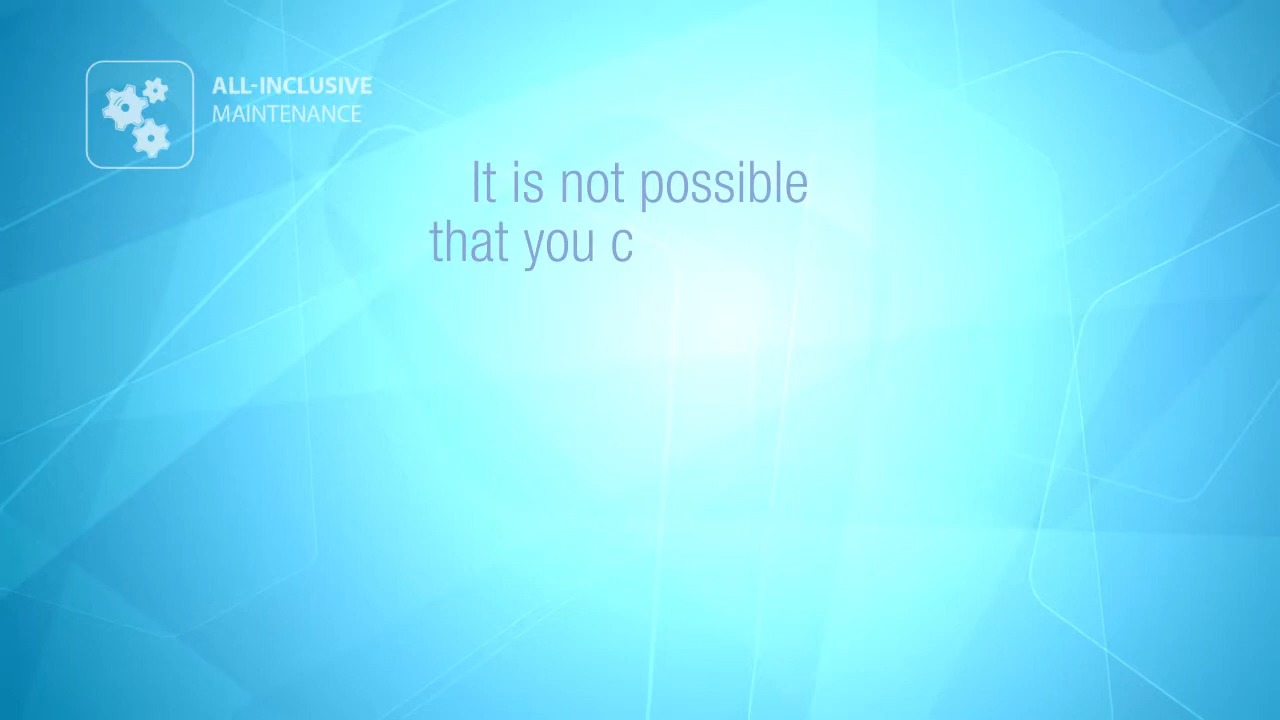 ALL-INCLUSIVE
MAINTENANCE
It is not possible
that you c